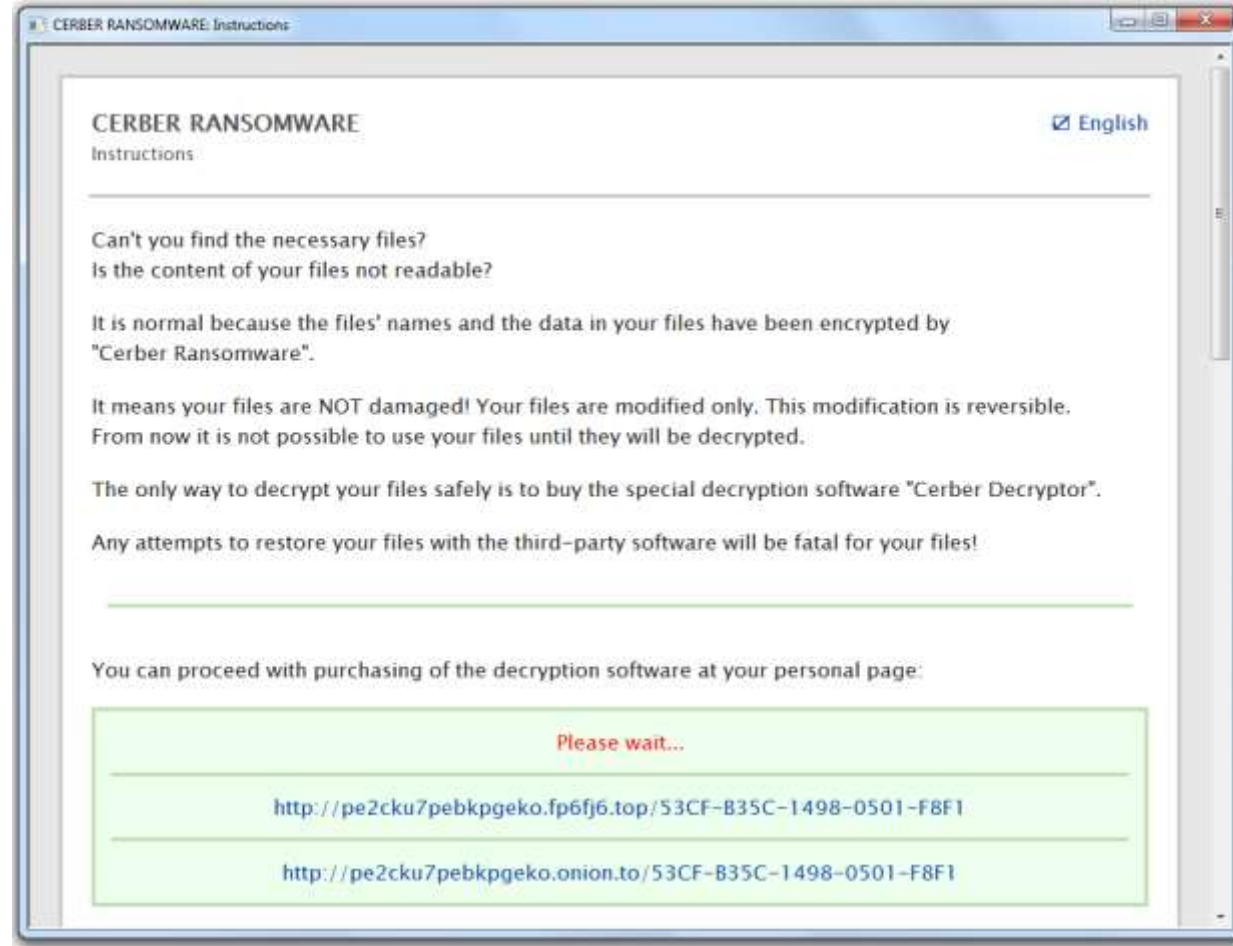 CERBER RANSOMWARE: Instructions
CERBER RANSOMWARE
English
Instructions
Can't you find the necessary files?
Is the content of your files not readable?
It is normal because the files' names and the data in your files have been encrypted by
"Cerber Ransomware".
It means your files are NOT damaged! Your files are modified only. This modification is reversible.
From now it is not possible to use your files until they will be decrypted.
The only way to decrypt your files safely is to buy the special decryption software "Cerber Decryptor".
Any attempts to restore your files with the third-party software will be fatal for your files!
You can proceed with purchasing of the decryption software at your personal page:
Please wait...
http://pe2cku7pebkpgeko.fp6fj6.top/53CF-B35C-1498-0501-F8F1
http://pe2cku7pebkpgeko.onion.to/53CF-B35C-1498-0501-F8F1